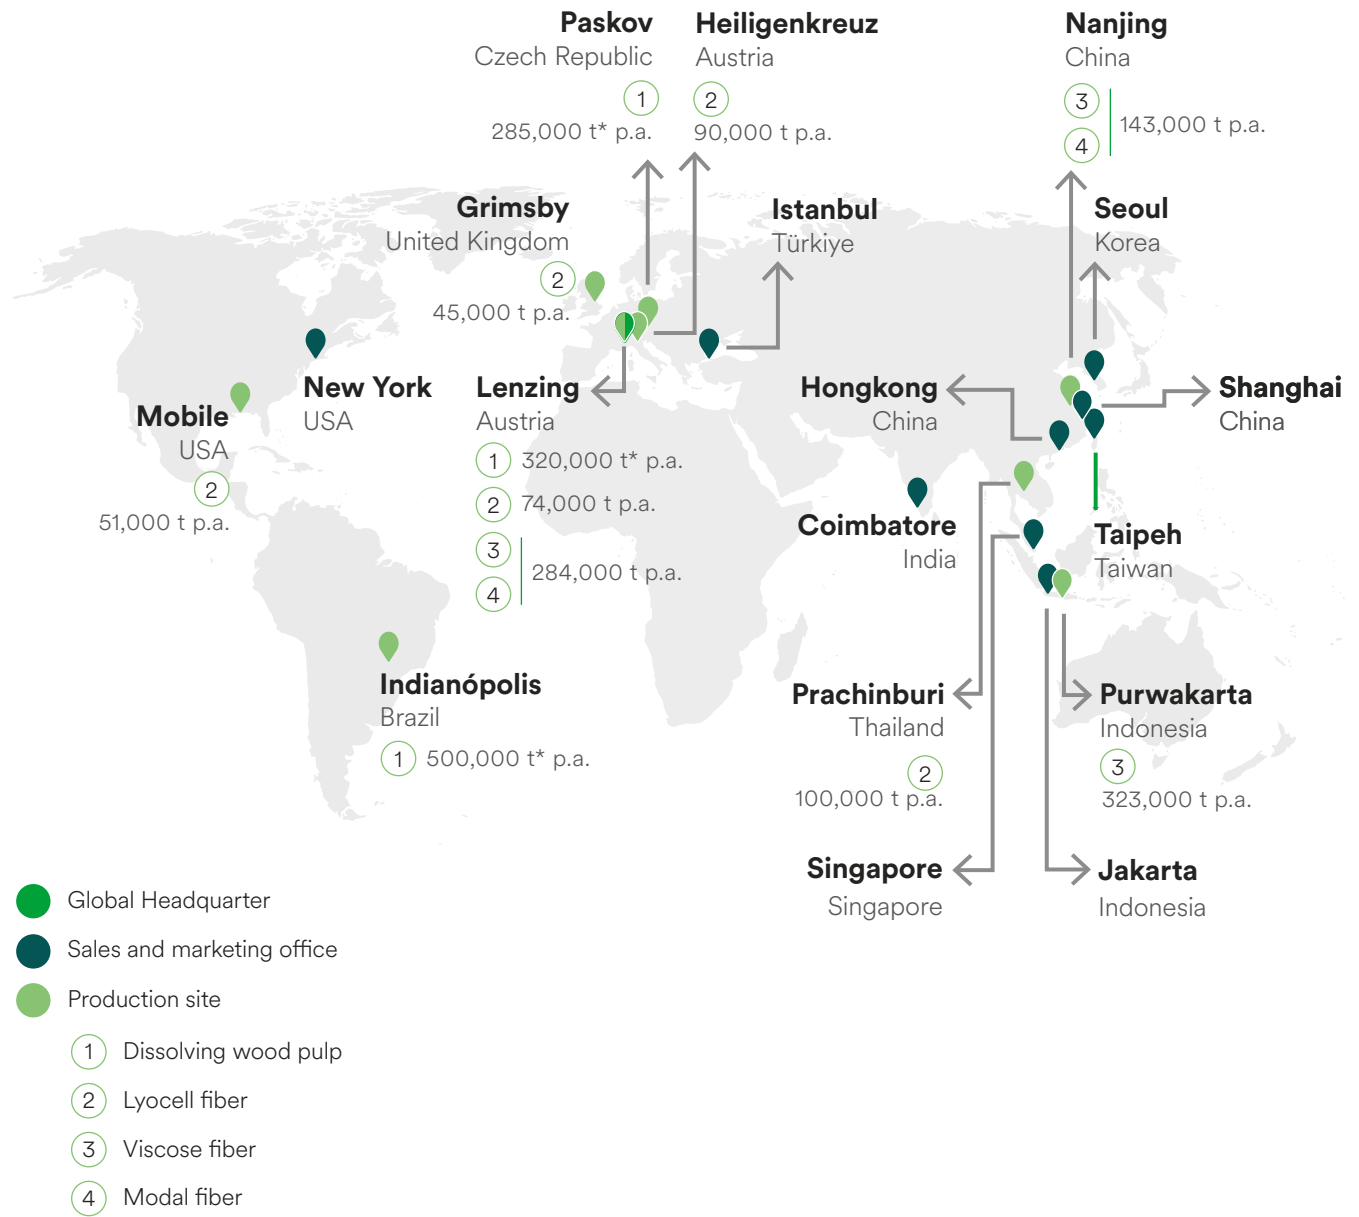 Paskov
Czech Republic
1
285,000 t* p.a.
Heiligenkreuz
Austria
2
90,000 t p.a.
Nanjing
China
3
4
143,000 t p.a.
Grimsby
United Kingdom
2
45,000 t p.a.
Istanbul
Türkiye
Seoul
Korea
New York
USA
Mobile
USA
2
51,000 t p.a.
Lenzing
Austria
1 320,000 t* p.a.
2 74,000 t p.a.
3
4
284,000 t p.a.
Hongkong
China
Shanghai
China
Coimbatore
India
Taipeh
Taiwan
Indianópolis
Brazil
1 500,000 t* p.a.
Prachinburi
Thailand
2
100,000 t p.a.
Purwakarta
Indonesia
3
323,000 t p.a.
Singapore
Singapore
Jakarta
Indonesia
Global Headquarter
Sales and marketing office
Production site
1 Dissolving wood pulp
2 Lyocell fiber
3 Viscose fiber
4 Modal fiber